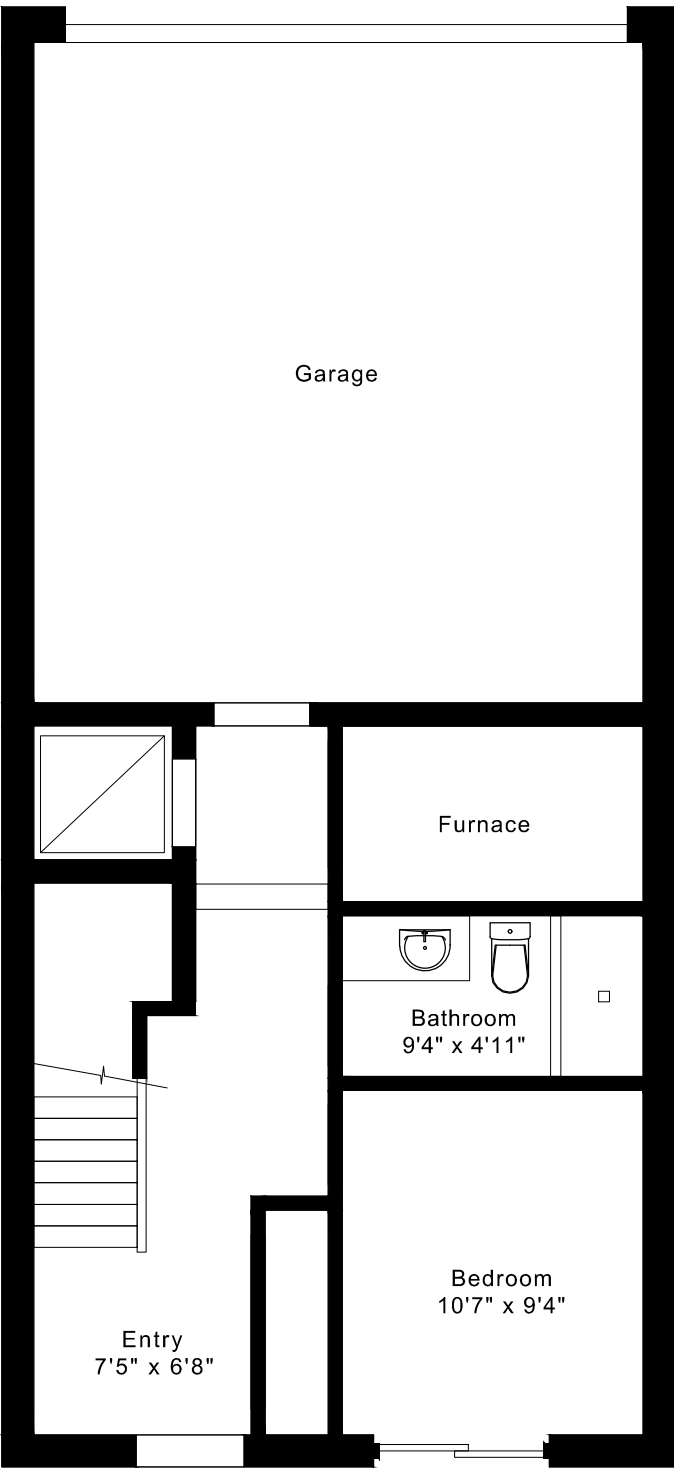 Garage
Furnace
Bathroom
9'4" x 4'11"
Bedroom
10'7" x 9'4"
Entry
7'5" x 6'8"